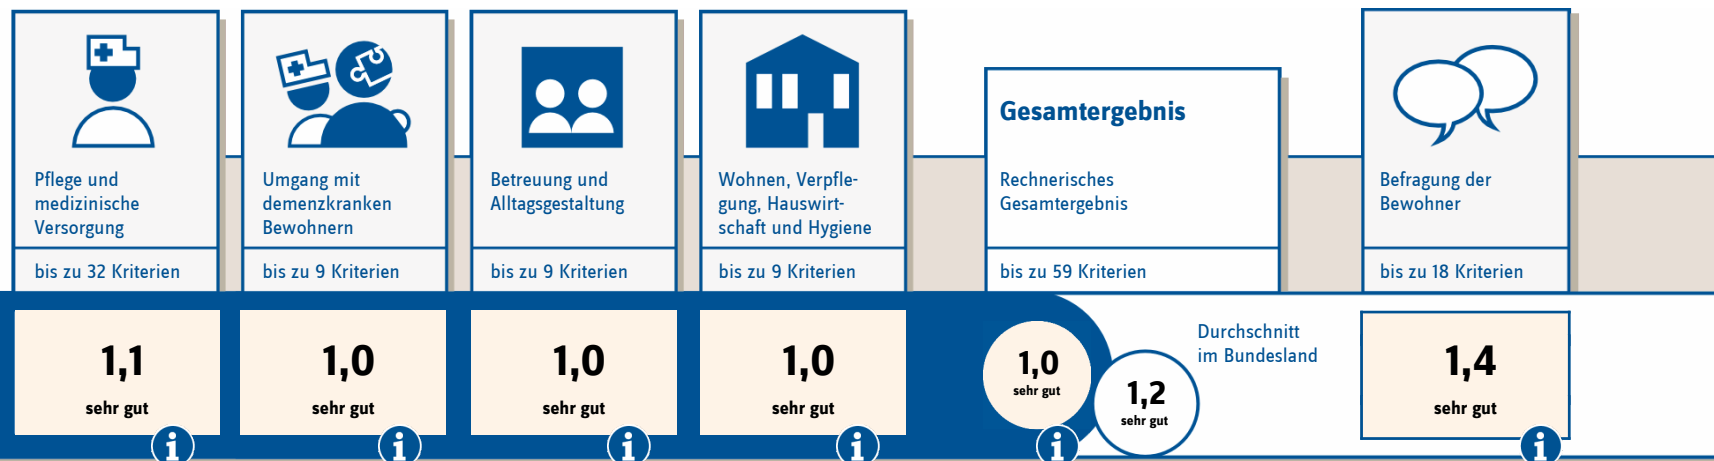 Pflege und
medizinische
Versorgung
bis zu 32 Kriterien
1,1
sehr gut
Umgang mit
demenzkranken
Bewohnern
bis zu 9 Kriterien
1,0
sehr gut
Betreuung und
Alltagsgestaltung
bis zu 9 Kriterien
1,0
sehr gut
Wohnen, Verpfle-
gung, Hauswirt-
schaft und Hygiene
bis zu 9 Kriterien
1,0
sehr gut
Gesamtergebnis
Rechnerisches
Gesamtergebnis
bis zu 59 Kriterien
1,0
sehr gut
Durchschnitt
im Bundesland
1,2
sehr gut
Befragung der
Bewohner
bis zu 18 Kriterien
1,4
sehr gut